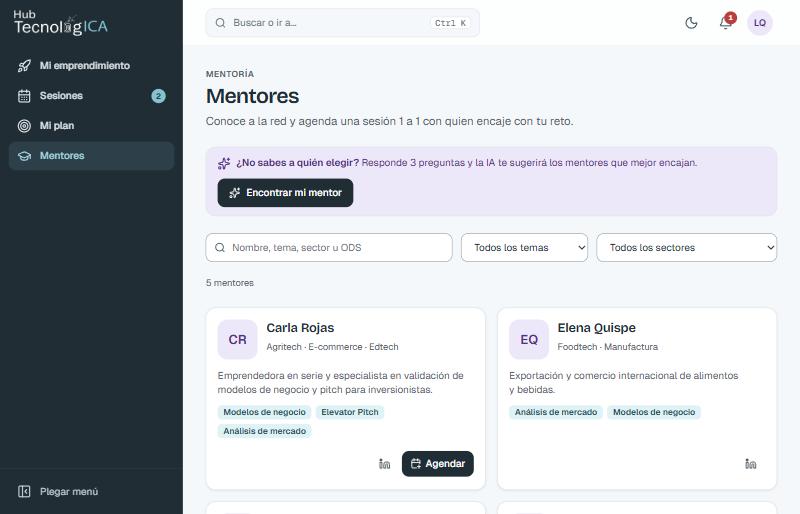 Hub
TecnológICA
Buscar o ir a...
Ctrl K
1
LQ
Mi emprendimiento
Sesiones
2
Mi plan
Mentores
Plegar menú
MENTORÍA
Mentores
Conoce a la red y agenda una sesión 1 a 1 con quien encaje con tu reto.
¿No sabes a quién elegir? Responde 3 preguntas y la IA te sugerirá los mentores que mejor encajan.
Encontrar mi mentor
Nombre, tema, sector u ODS
Todos los temas
Todos los sectores
5 mentores
CR
Carla Rojas
Agritech · E-commerce · Edtech
Emprendedora en serie y especialista en validación de
modelos de negocio y pitch para inversionistas.
Modelos de negocio
Elevator Pitch
Análisis de mercado
Agendar
EQ
Elena Quispe
Foodtech · Manufactura
Exportación y comercio internacional de alimentos
y bebidas.
Análisis de mercado
Modelos de negocio